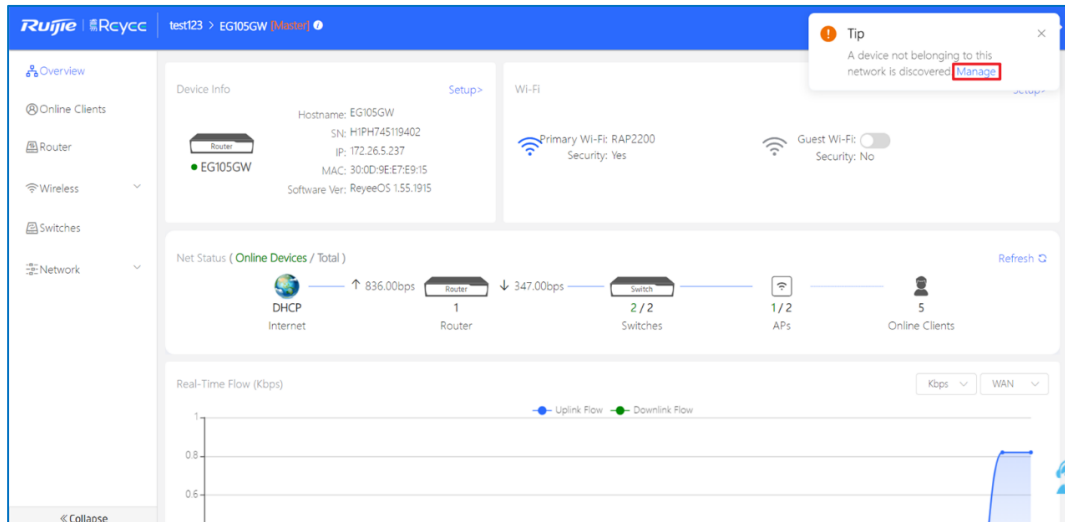 Ruijie Rcycc test123 > EG105GW [Master]
Tip
A device not belonging to this
network is discovered. Manage
Overview
Online Clients
Router
Wireless
Switches
Network
Collapse
Device Info Setup>
Router
EG105GW
Hostname: EG105GW
SN: H1PH745119402
IP: 172.26.5.237
MAC: 30:0D:9E:E7:E9:15
Software Ver: ReyeeOS 1.55.1915
Wi-Fi Setup>
Primary Wi-Fi: RAP2200
Security: Yes
Guest Wi-Fi:
Security: No
Net Status ( Online Devices / Total ) Refresh
836.00bps Router 347.00bps Switch
DHCP 1 2 / 2 1 / 2 5
Internet Router Switches APs Online Clients
Real-Time Flow (Kbps) Kbps WAN
Uplink Flow Downlink Flow
1
0.8
0.6